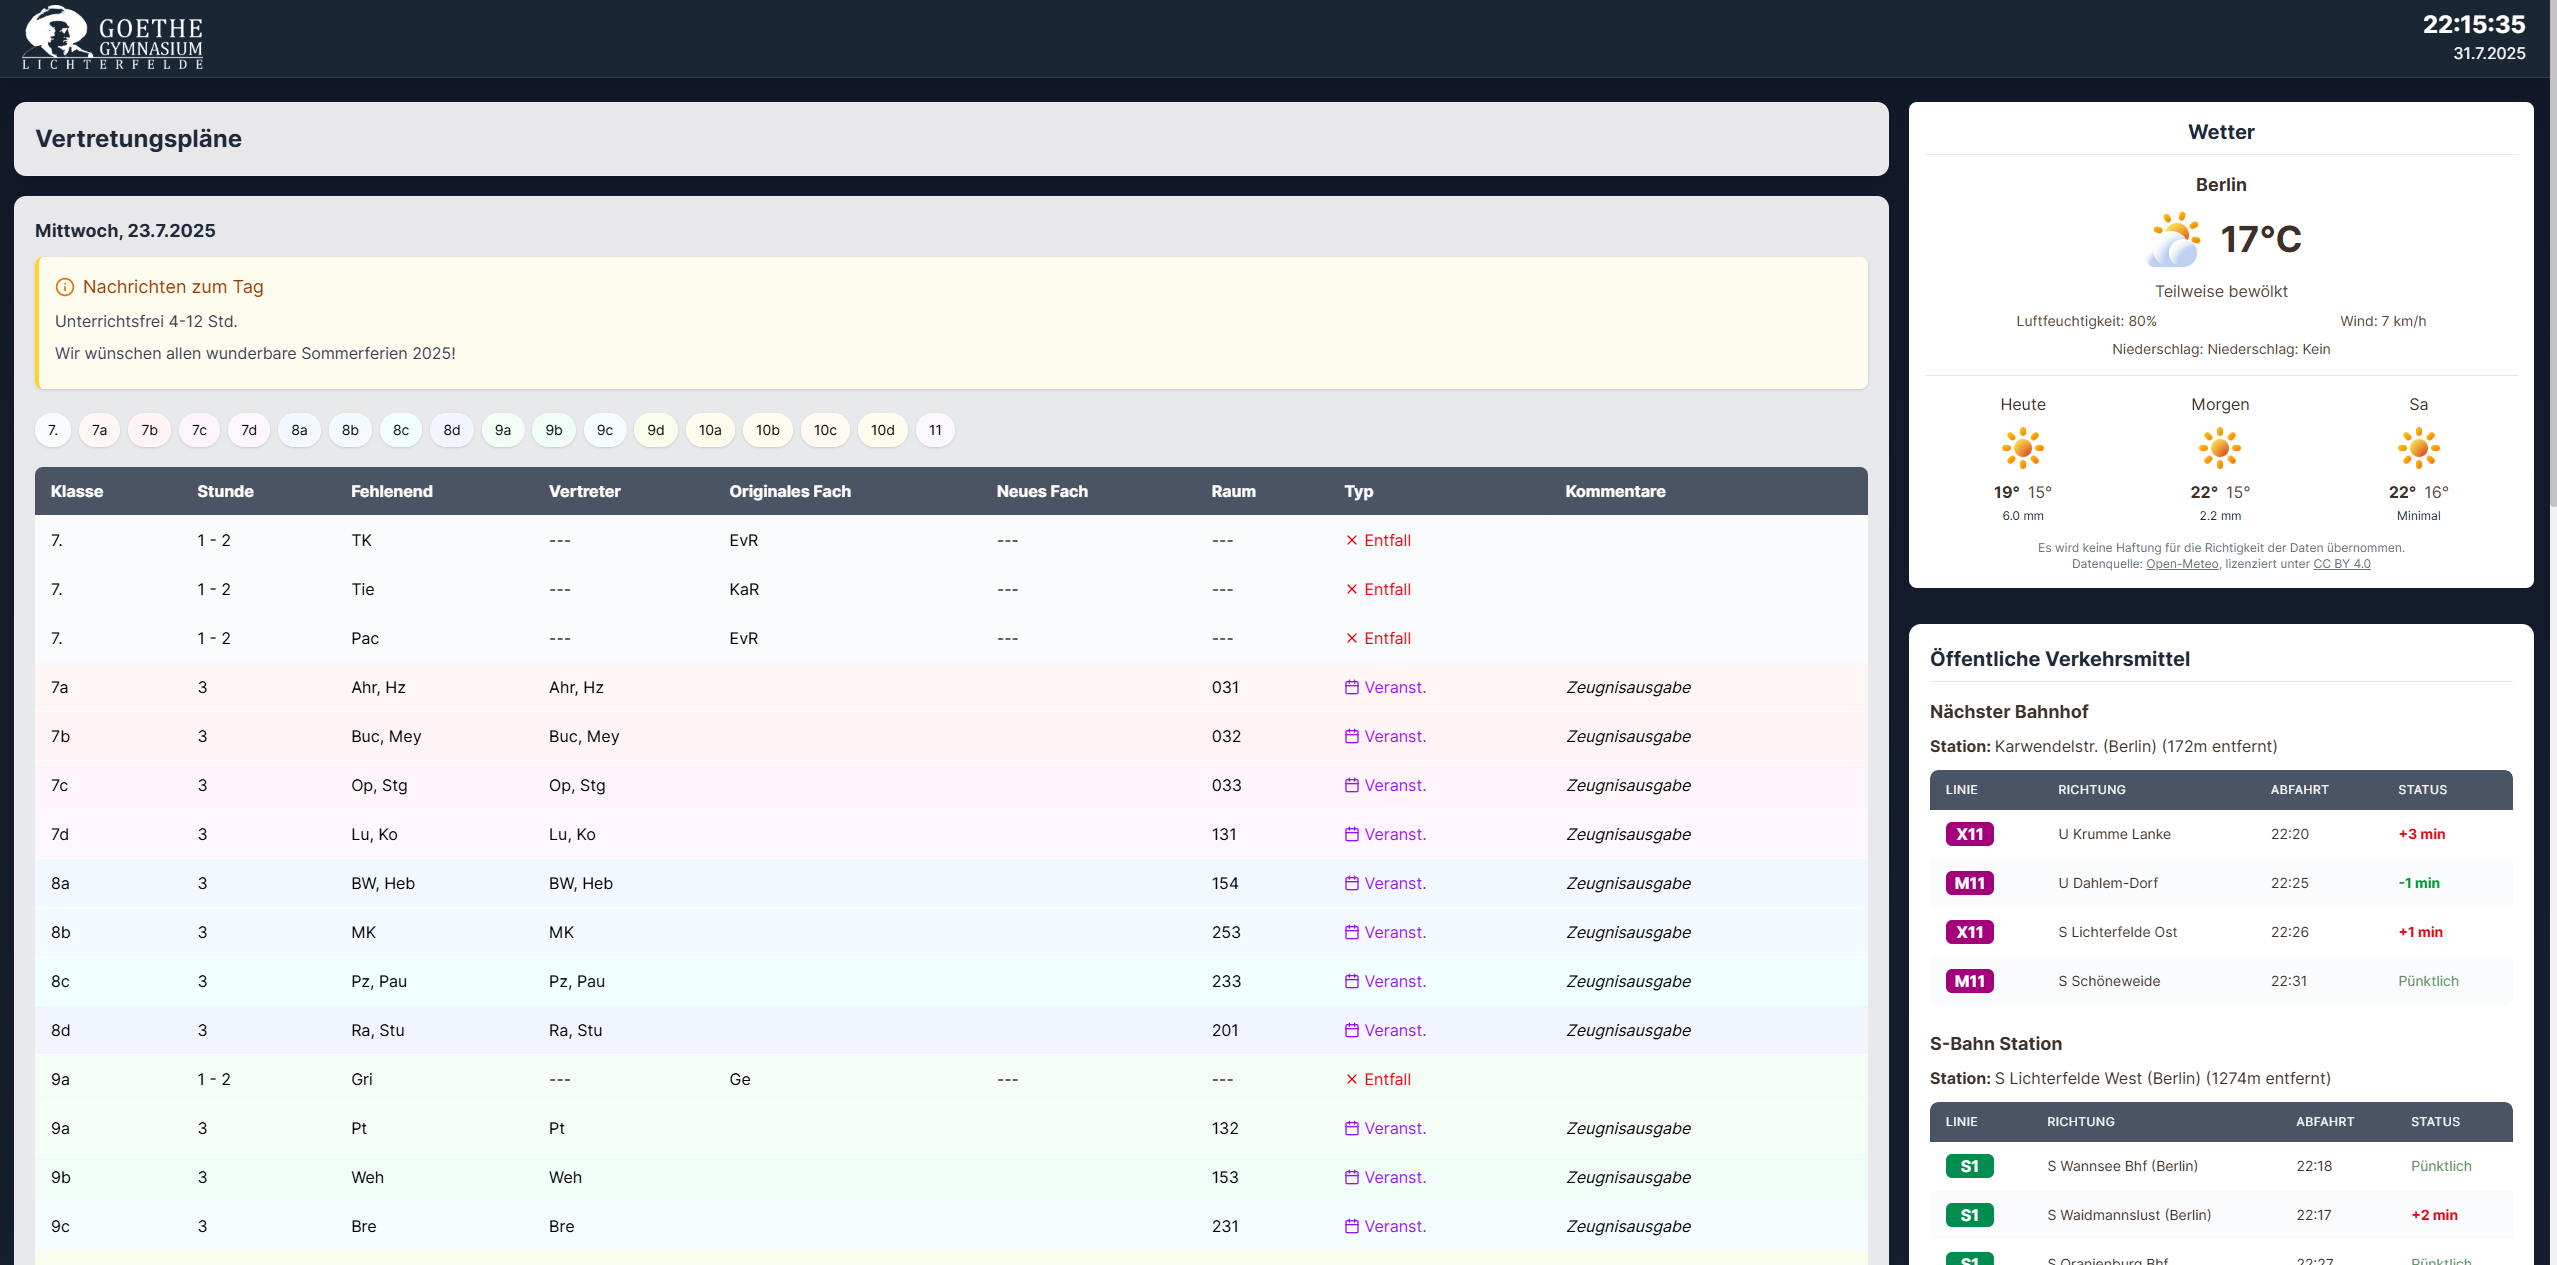 GOETHE
GYMNASIUM
LICHTERFELDE
22:15:35
31.7.2025
Vertretungspläne
Mittwoch, 23.7.2025
Nachrichten zum Tag
Unterrichtsfrei 4-12 Std.
Wir wünschen allen wunderbare Sommerferien 2025!
7. 7a 7b 7c 7d 8a 8b 8c 8d 9a 9b 9c 9d 10a 10b 10c 10d 11
Klasse Stunde Fehlenend Vertreter Originales Fach Neues Fach Raum Typ Kommentare
7. 1 - 2 TK --- EvR --- --- Entfall
7. 1 - 2 Tie --- KaR --- --- Entfall
7. 1 - 2 Pac --- EvR --- --- Entfall
7a 3 Ahr, Hz Ahr, Hz 031 Veranst. Zeugnisausgabe
7b 3 Buc, Mey Buc, Mey 032 Veranst. Zeugnisausgabe
7c 3 Op, Stg Op, Stg 033 Veranst. Zeugnisausgabe
7d 3 Lu, Ko Lu, Ko 131 Veranst. Zeugnisausgabe
8a 3 BW, Heb BW, Heb 154 Veranst. Zeugnisausgabe
8b 3 MK MK 253 Veranst. Zeugnisausgabe
8c 3 Pz, Pau Pz, Pau 233 Veranst. Zeugnisausgabe
8d 3 Ra, Stu Ra, Stu 201 Veranst. Zeugnisausgabe
9a 1 - 2 Gri --- Ge --- --- Entfall
9a 3 Pt Pt 132 Veranst. Zeugnisausgabe
9b 3 Weh Weh 153 Veranst. Zeugnisausgabe
9c 3 Bre Bre 231 Veranst. Zeugnisausgabe
Wetter
Berlin
17°C
Teilweise bewölkt
Luftfeuchtigkeit: 80% Wind: 7 km/h
Niederschlag: Niederschlag: Kein
Heute Morgen Sa
19° 15° 22° 15° 22° 16°
6.0 mm 2.2 mm Minimal
Es wird keine Haftung für die Richtigkeit der Daten übernommen.
Datenquelle: Open-Meteo, lizenziert unter CC BY 4.0
Öffentliche Verkehrsmittel
Nächster Bahnhof
Station: Karwendelstr. (Berlin) (172m entfernt)
LINIE RICHTUNG ABFAHRT STATUS
X11 U Krumme Lanke 22:20 +3 min
M11 U Dahlem-Dorf 22:25 -1 min
X11 S Lichterfelde Ost 22:26 +1 min
M11 S Schöneweide 22:31 Pünktlich
S-Bahn Station
Station: S Lichterfelde West (Berlin) (1274m entfernt)
LINIE RICHTUNG ABFAHRT STATUS
S1 S Wannsee Bhf (Berlin) 22:18 Pünktlich
S1 S Waidmannslust (Berlin) 22:17 +2 min
S1 S Oranienburg Bhf 22:27 Pünktlich